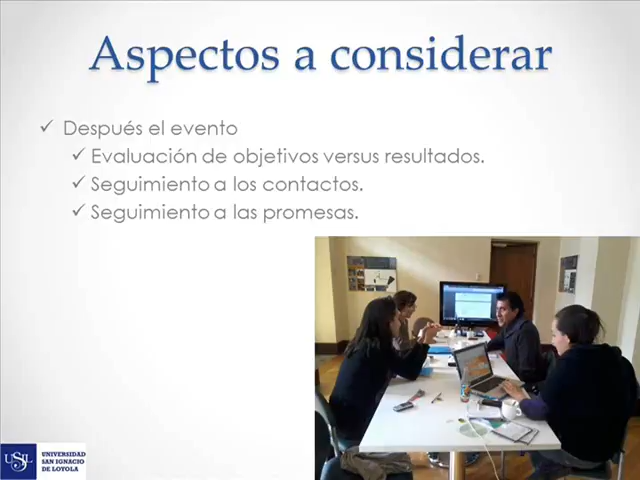 Aspectos a considerar
✓ Después el evento
✓ Evaluación de objetivos versus resultados.
✓ Seguimiento a los contactos.
✓ Seguimiento a las promesas.
USIL
UNIVERSIDAD
SAN IGNACIO
DE LOYOLA